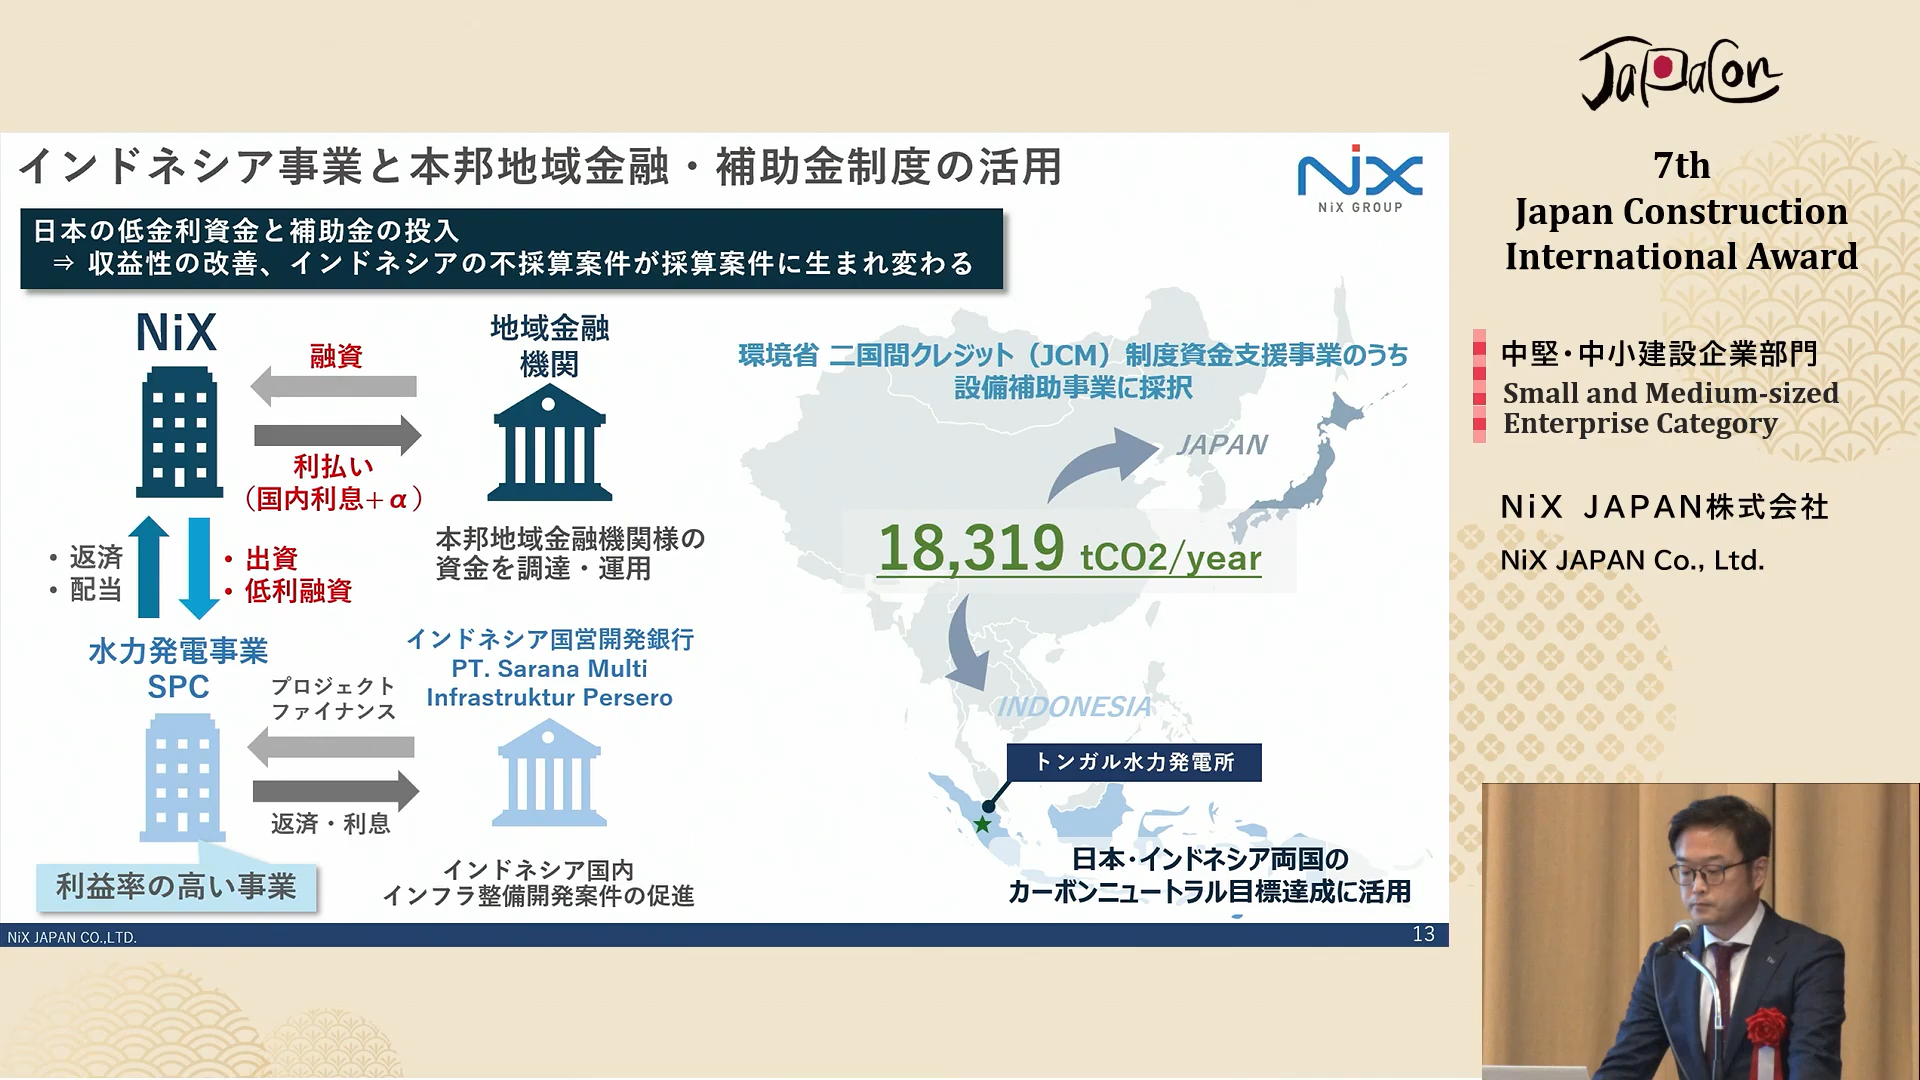 JaPaCon
インドネシア事業と本邦地域金融・補助金制度の活用
NiX
NiX GROUP
日本の低金利資金と補助金の投入
⇒ 収益性の改善、インドネシアの不採算案件が採算案件に生まれ変わる
NiX
融資
利払い
（国内利息+α）
地域金融
機関
本邦地域金融機関様の
資金を調達・運用
• 返済
• 配当
• 出資
• 低利融資
水力発電事業
SPC
プロジェクト
ファイナンス
返済・利息
インドネシア国営開発銀行
PT. Sarana Multi
Infrastruktur Persero
インドネシア国内
インフラ整備開発案件の促進
利益率の高い事業
環境省 二国間クレジット（JCM）制度資金支援事業のうち
設備補助事業に採択
JAPAN
18,319 tCO2/year
INDONESIA
トンガル水力発電所
日本・インドネシア両国の
カーボンニュートラル目標達成に活用
NiX JAPAN CO.,LTD.
13
7th
Japan Construction
International Award
中堅・中小建設企業部門
Small and Medium-sized
Enterprise Category
NiX JAPAN株式会社
NiX JAPAN Co., Ltd.